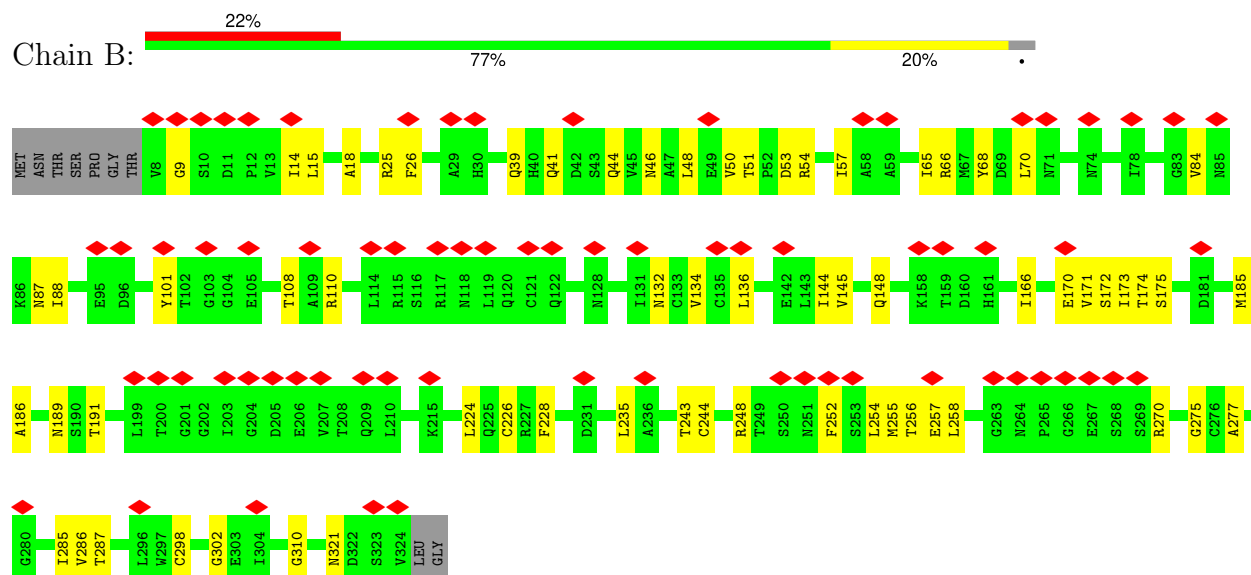 22%
Chain B:
77% 20% •
MET ASN THR SER PRO GLY THR V8 G9 S10 D11 P12 V13 I14 L15 A18 R25 F26 A29 H30 Q39 H40 Q41 D42 S43 Q44 V45 N46 A47 L48 E49 V50 T51 P52 D53 R54 I57 A58 A59 I65 R66 M67 Y68 D69 L70 N71 N74 I78 G83 V84 N85
K86 N87 I88 E95 D96 Y101 T102 G103 G104 E105 T108 A109 R110 L114 R115 S116 R117 N118 L119 Q120 C121 Q122 N128 I131 N132 C133 V134 C135 L136 E142 L143 I144 V145 Q148 K158 T159 D160 H161 I166 E170 V171 S172 I173 T174 S175 D181 M185
A186 N189 S190 T191 L199 T200 G201 G202 I203 G204 D205 E206 V207 T208 Q209 L210 K215 L224 Q225 C226 R227 F228 D231 L235 A236 T243 C244 R248 T249 S250 N251 F252 S253 L254 M255 T256 E257 L258 G263 N264 P265 G266 E267 S268 S269 R270 G275 C276 A277
G280 I285 V286 T287 L296 W297 C298 G302 E303 I304 G310 N321 D322 S323 V324 LEU GLY